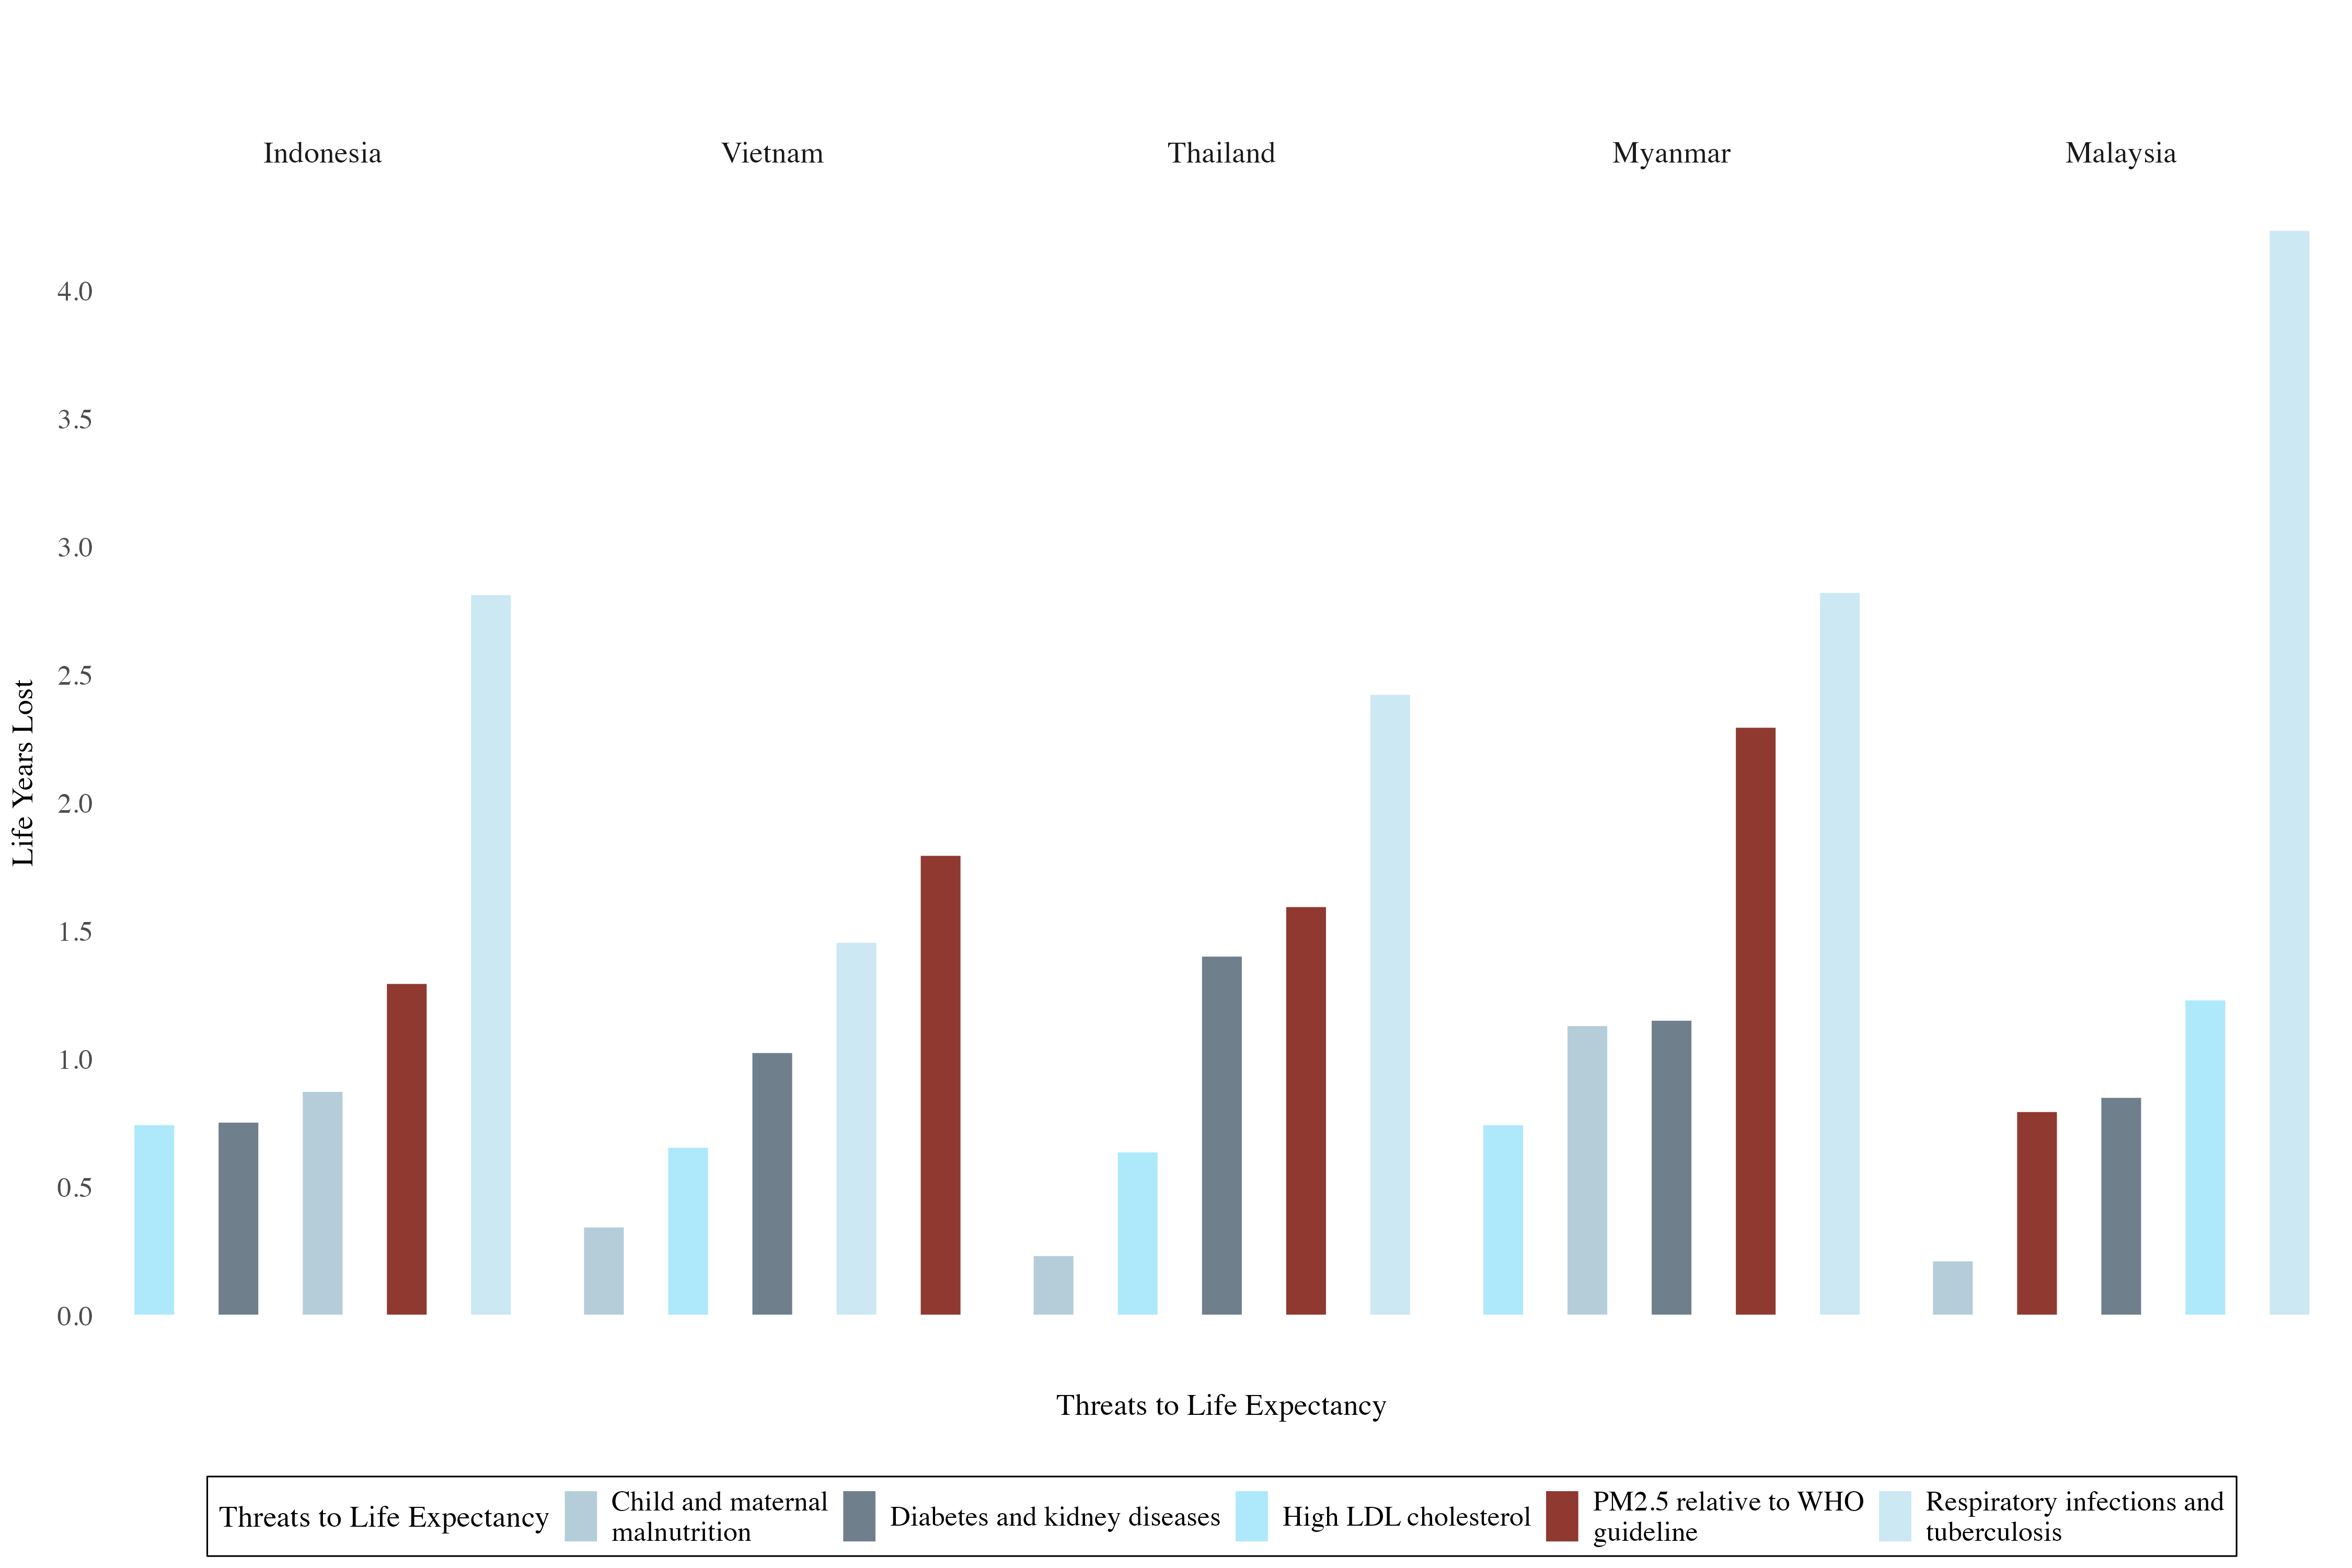 Indonesia
Vietnam
Thailand
Myanmar
Malaysia
4.0
3.5
3.0
2.5
2.0
1.5
1.0
0.5
0.0
Life Years Lost
Threats to Life Expectancy
Threats to Life Expectancy
Child and maternal
malnutrition
Diabetes and kidney diseases
High LDL cholesterol
PM2.5 relative to WHO
guideline
Respiratory infections and
tuberculosis